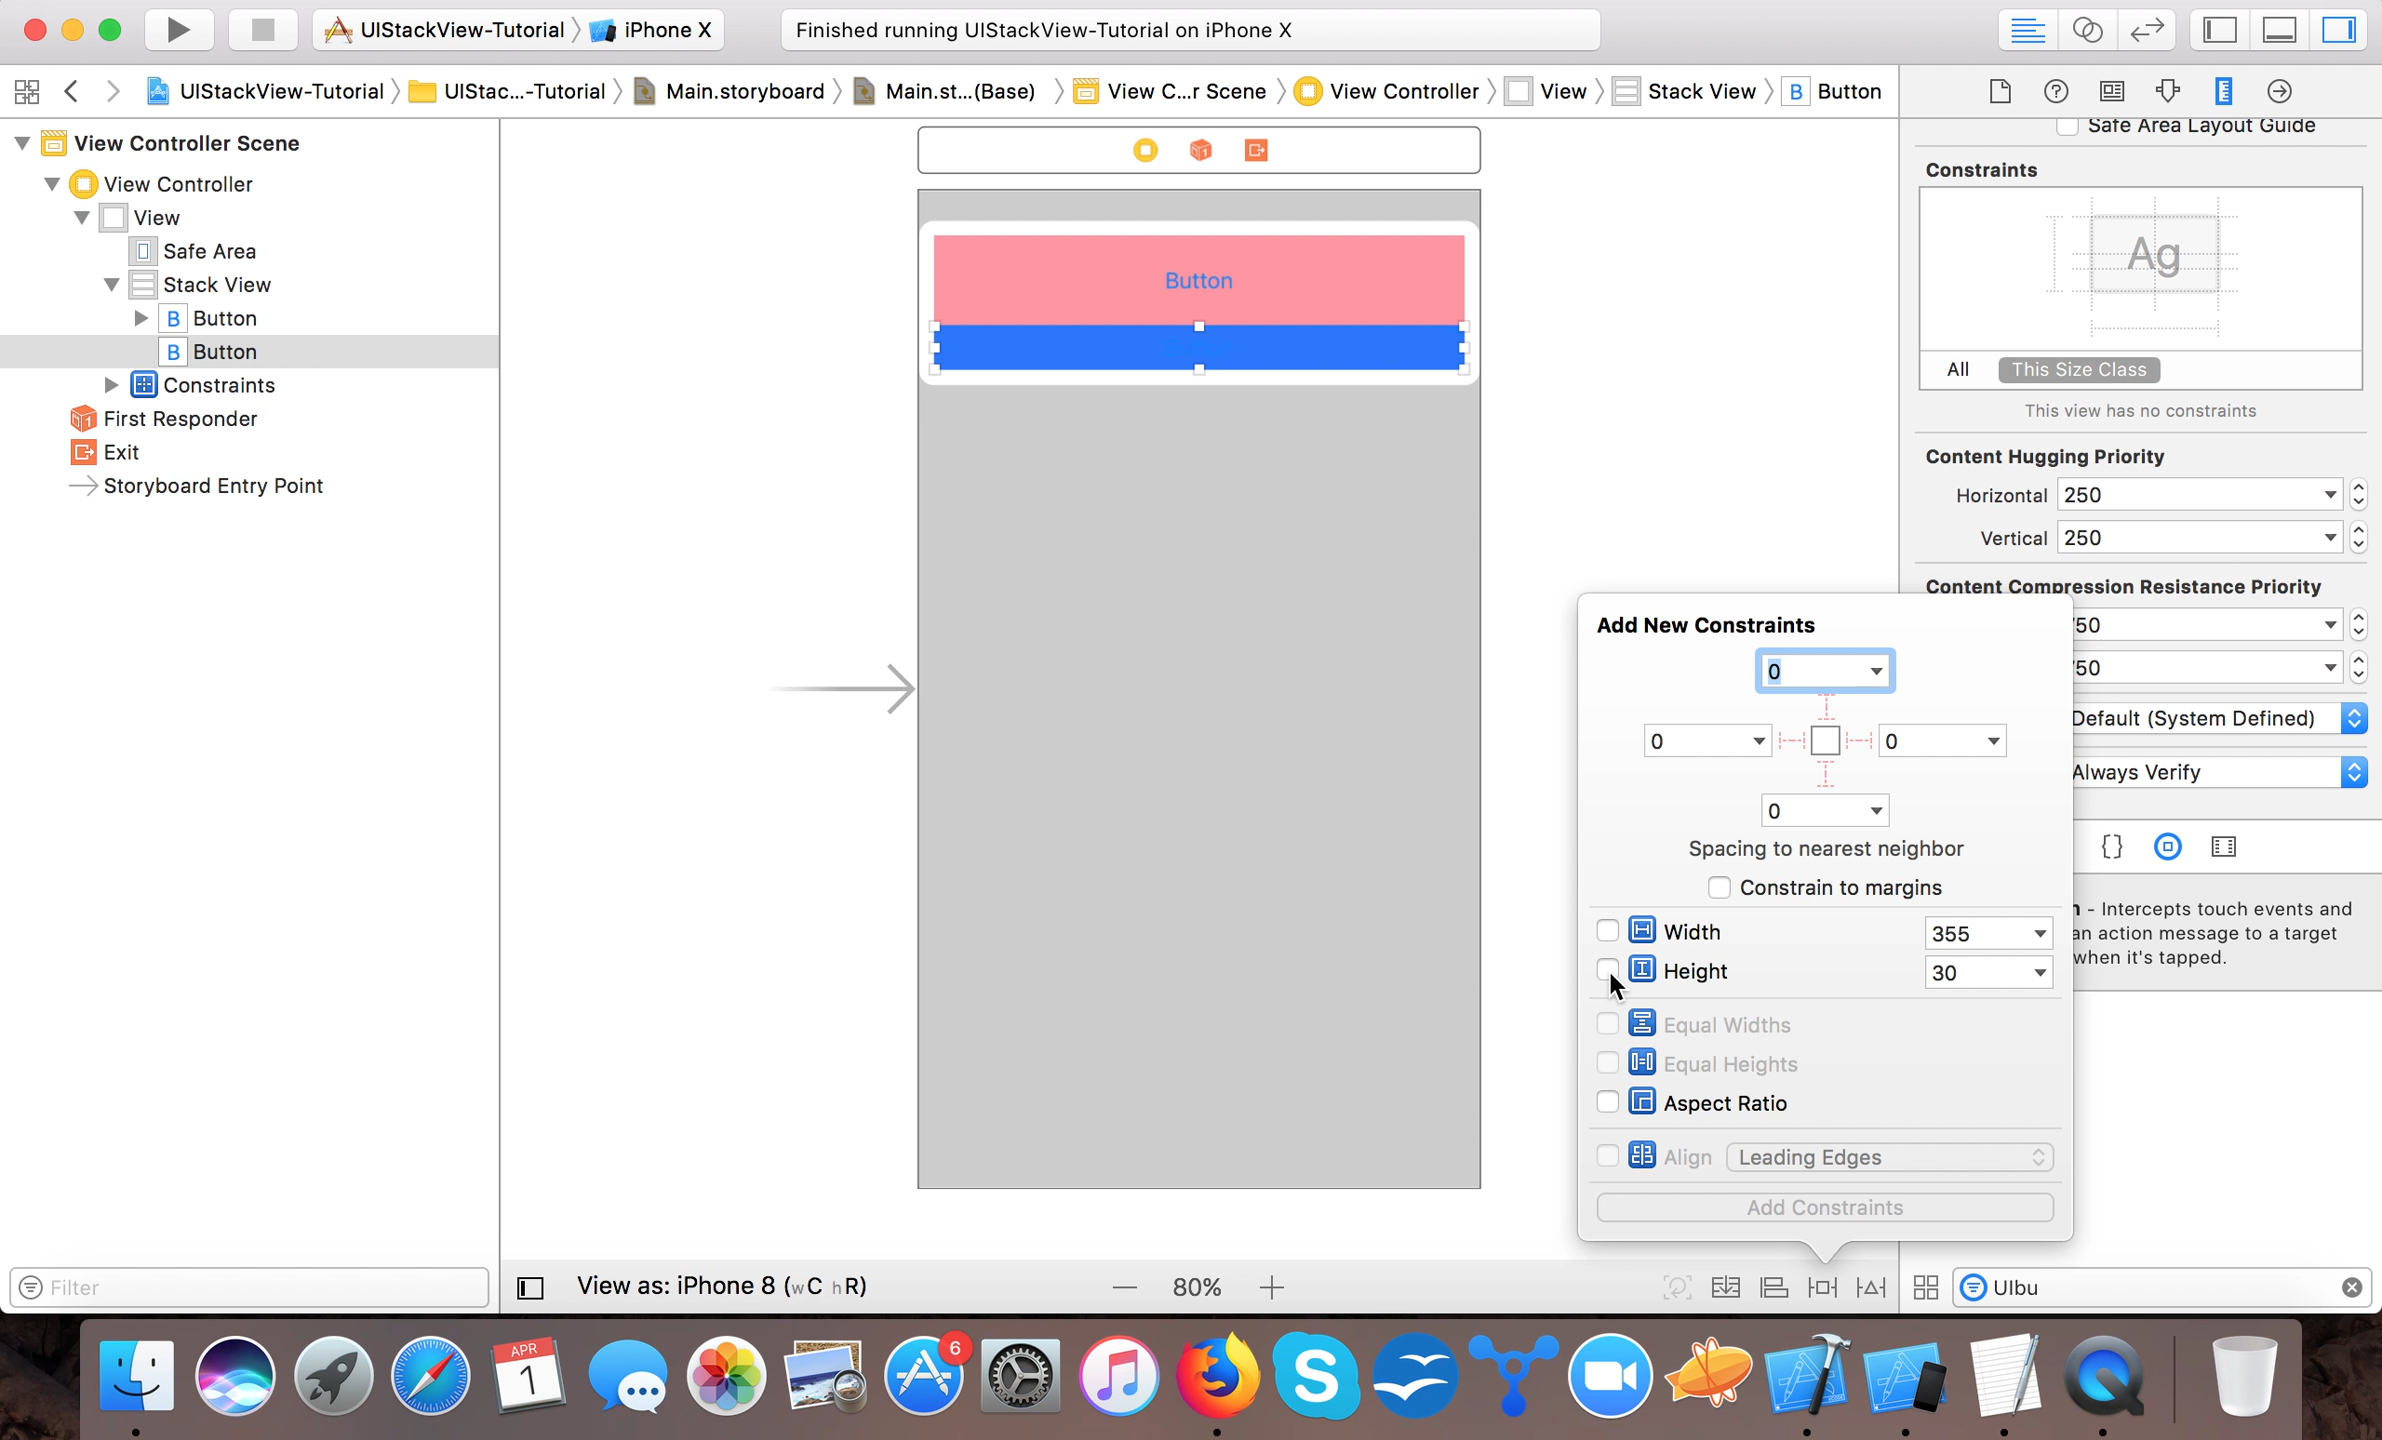 UIStackView-Tutorial
iPhone X
Finished running UIStackView-Tutorial on iPhone X
UIStackView-Tutorial
UIStac...-Tutorial
Main.storyboard
Main.st...(Base)
View C...r Scene
View Controller
View
Stack View
B Button
View Controller Scene
View Controller
View
Safe Area
Stack View
B Button
B Button
Constraints
First Responder
Exit
Storyboard Entry Point
Filter
Button
View as: iPhone 8 (wC hR)
80%
Safe Area Layout Guide
Constraints
Ag
All
This Size Class
This view has no constraints
Content Hugging Priority
Horizontal 250
Vertical 250
Content Compression Resistance Priority
50
50
Default (System Defined)
Always Verify
- Intercepts touch events and
an action message to a target
when it's tapped.
Add New Constraints
0
0
0
0
Spacing to nearest neighbor
Constrain to margins
Width 355
Height 30
Equal Widths
Equal Heights
Aspect Ratio
Align Leading Edges
Add Constraints
UIbu
APR
1
6
S